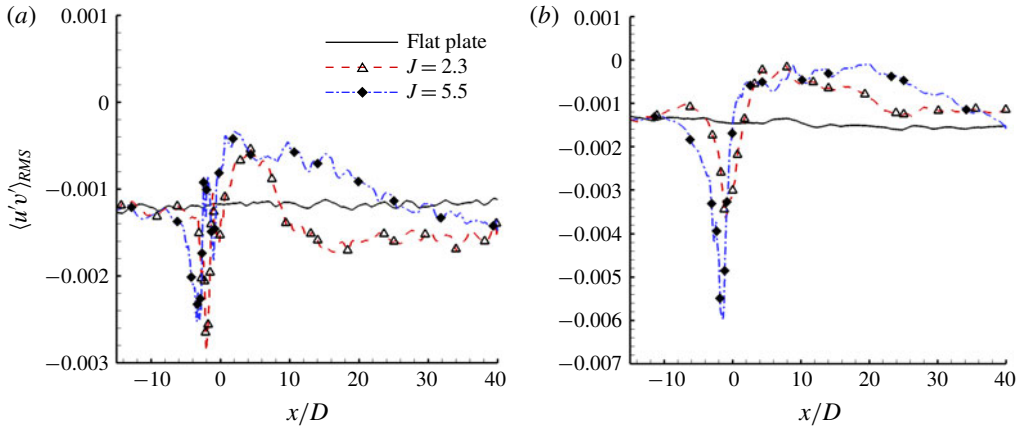 (a)
0.001
0
−0.001
−0.002
−0.003
⟨u′v′⟩RMS
Flat plate
J = 2.3
J = 5.5
−10 0 10 20 30 40
x/D
(b)
0.001
0
−0.001
−0.002
−0.003
−0.004
−0.005
−0.006
−0.007
−10 0 10 20 30 40
x/D